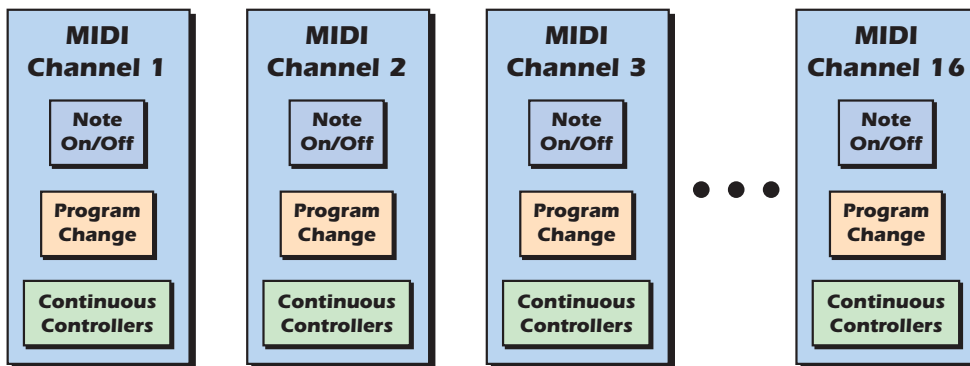 MIDI
Channel 1
Note
On/Off
Program
Change
Continuous
Controllers
MIDI
Channel 2
Note
On/Off
Program
Change
Continuous
Controllers
MIDI
Channel 3
Note
On/Off
Program
Change
Continuous
Controllers
MIDI
Channel 16
Note
On/Off
Program
Change
Continuous
Controllers